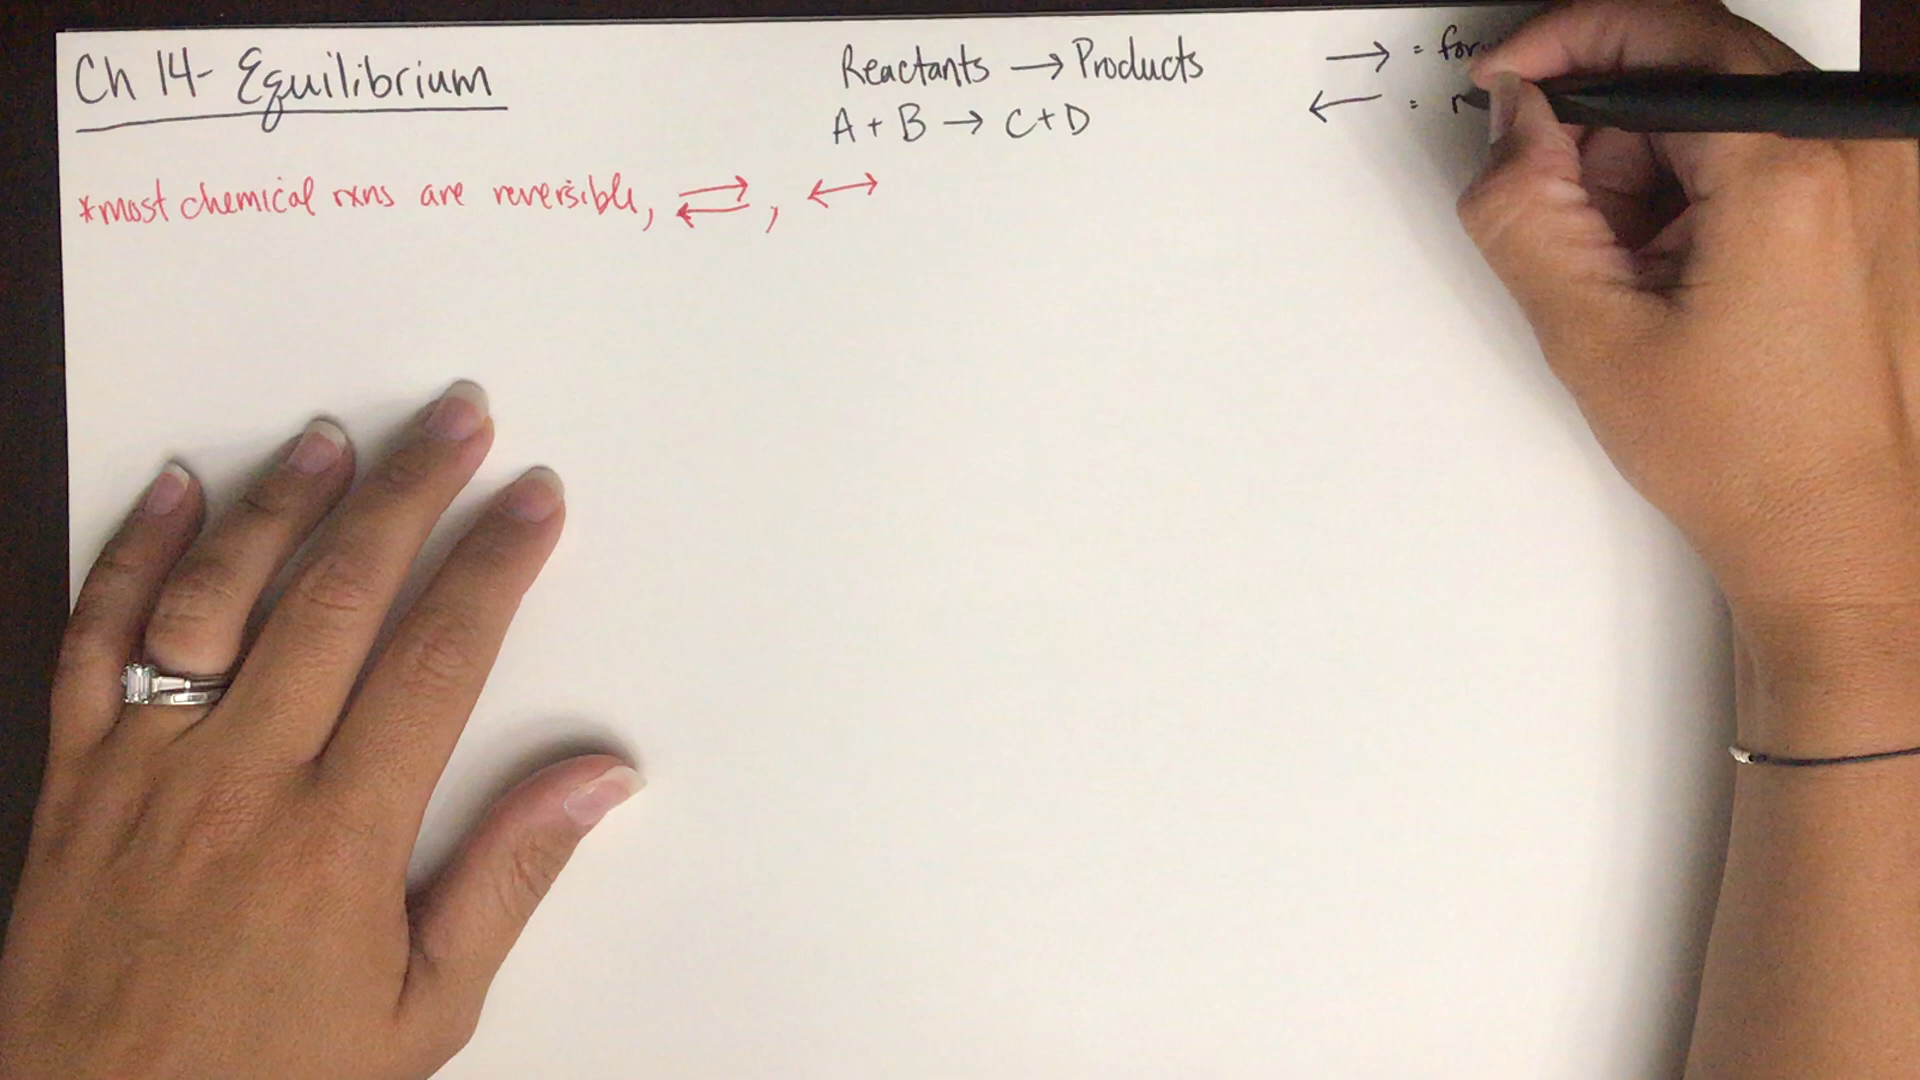 Ch 14- Equilibrium
Reactants → Products
A + B → C + D
→ = for
← = r
*most chemical rxns are reversible, ⇄, ↔